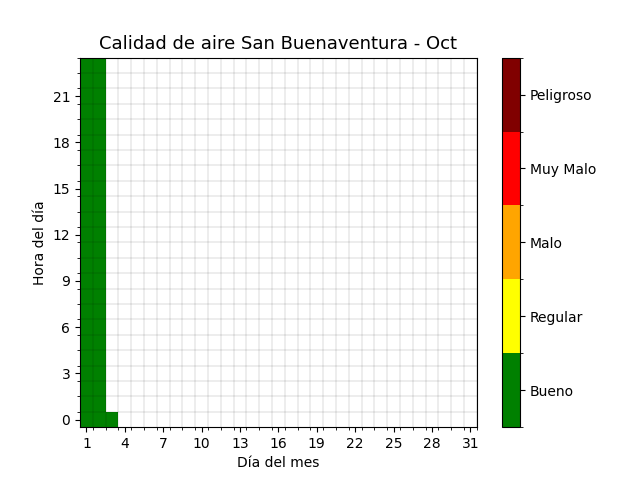 Calidad de aire San Buenaventura - Oct
Hora del día
21
18
15
12
9
6
3
0
1 4 7 10 13 16 19 22 25 28 31
Día del mes
Peligroso
Muy Malo
Malo
Regular
Bueno